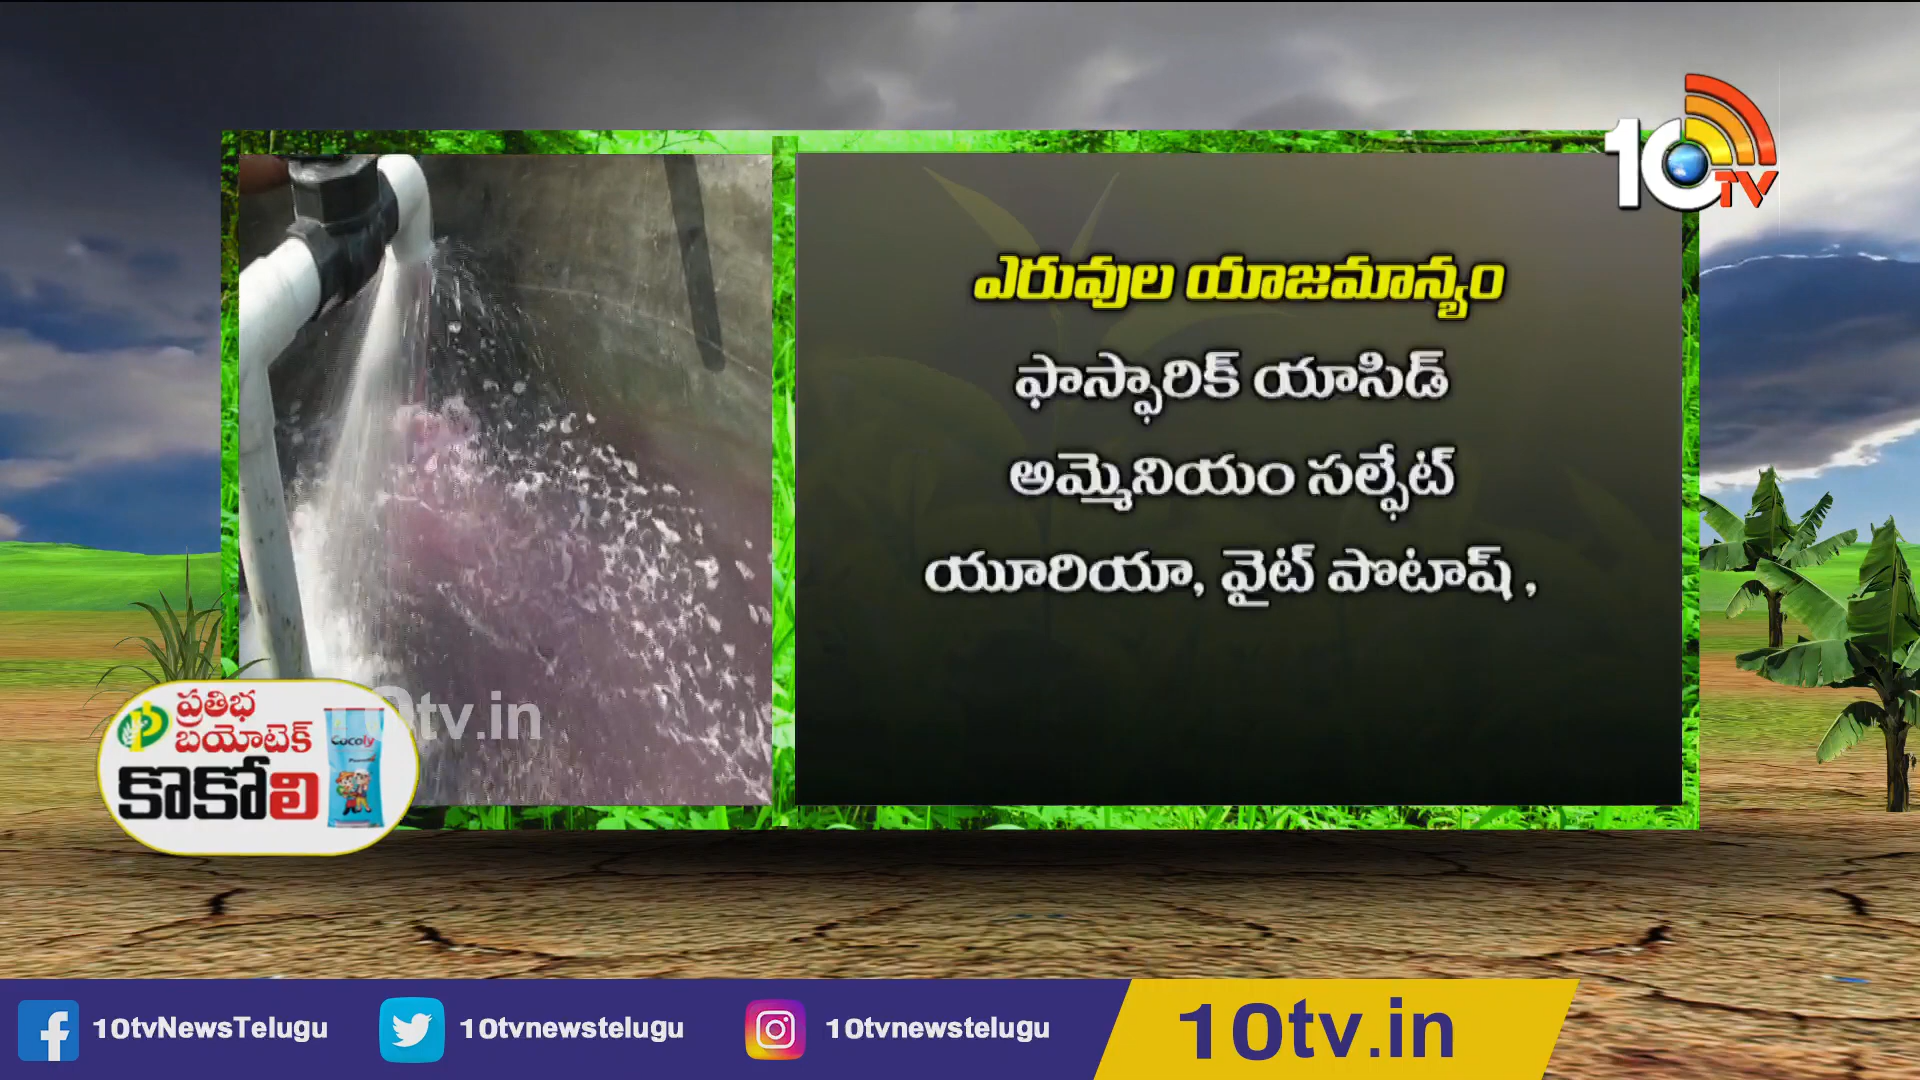 10TV
ఎరువుల యాజమాన్యం
ఫాస్ఫారిక్ యాసిడ్
అమ్మెనియం సల్ఫేట్
యూరియా, వైట్ పొటాష్ ,
10tv.in
ప్రతిభ
బయోటెక్
కొకోలి
Cocoly
10tvNewsTelugu
10tvnewstelugu
10tvnewstelugu
10tv.in